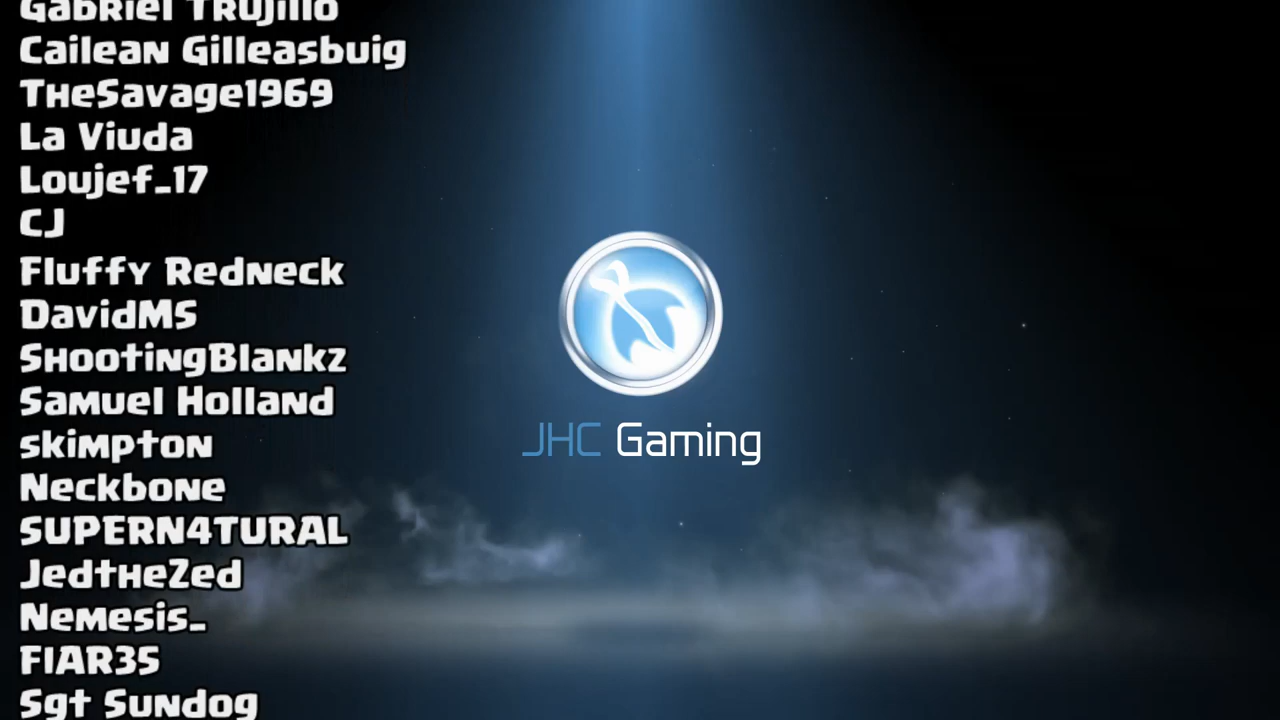 Gabriel Trujillo
Cailean Gilleasbuig
TheSavage1969
La Viuda
Loujef_17
CJ
Fluffy Redneck
DavidMS
ShootingBlankz
Samuel Holland
skimpton
Neckbone
SUPERN4TURAL
JedtheZed
Nemesis_
FIAR35
Sgt Sundog
JHC Gaming